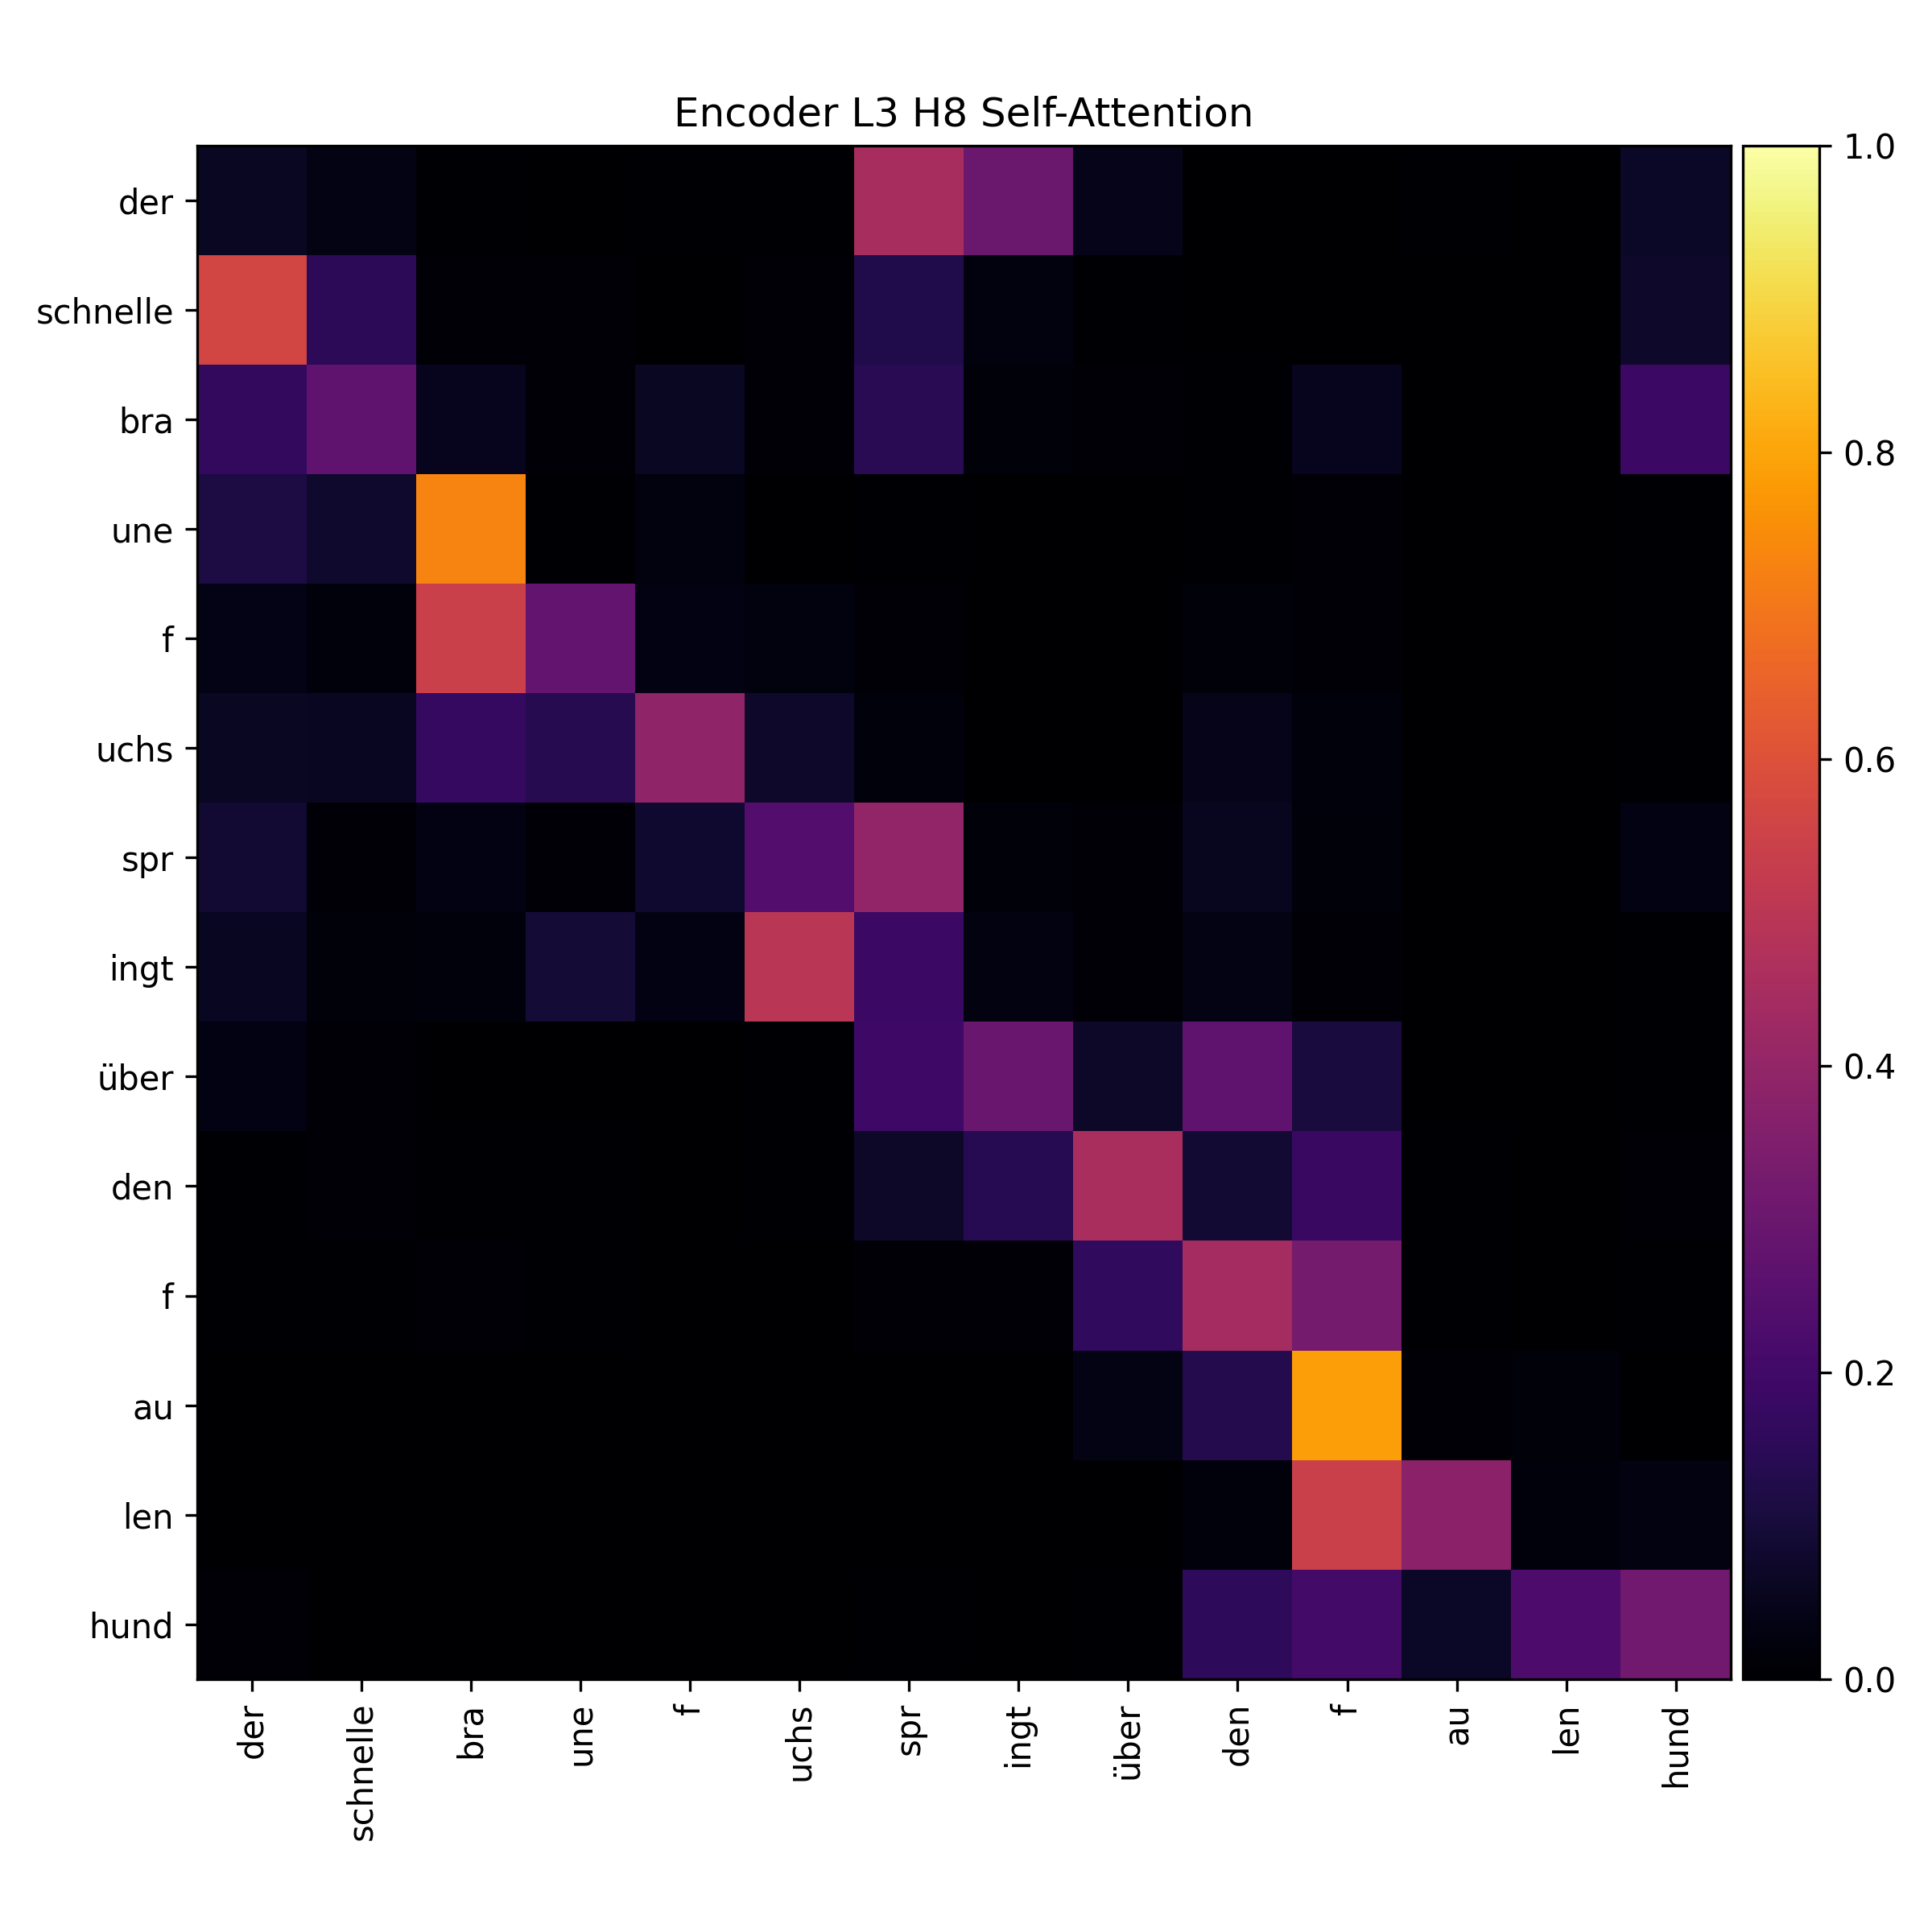 Encoder L3 H8 Self-Attention
der
schnelle
bra
une
f
uchs
spr
ingt
über
den
f
au
len
hund
der
schnelle
bra
une
f
uchs
spr
ingt
über
den
f
au
len
hund
1.0
0.8
0.6
0.4
0.2
0.0